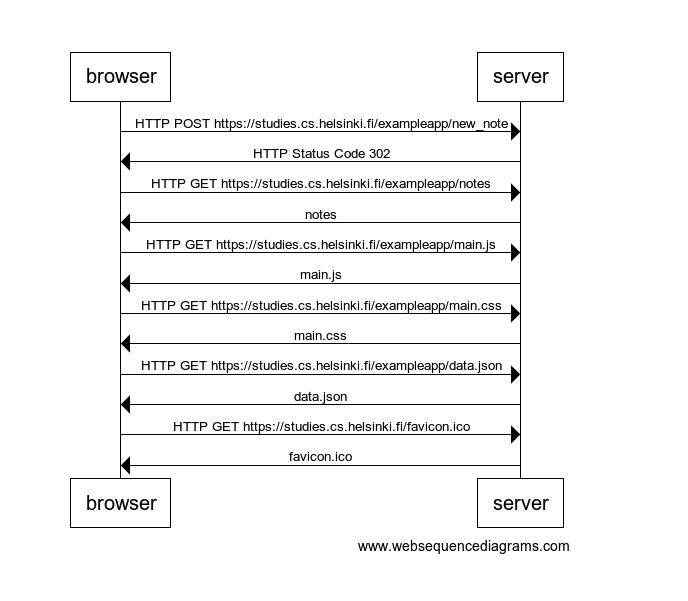 browser server
HTTP POST https://studies.cs.helsinki.fi/exampleapp/new_note
HTTP Status Code 302
HTTP GET https://studies.cs.helsinki.fi/exampleapp/notes
notes
HTTP GET https://studies.cs.helsinki.fi/exampleapp/main.js
main.js
HTTP GET https://studies.cs.helsinki.fi/exampleapp/main.css
main.css
HTTP GET https://studies.cs.helsinki.fi/exampleapp/data.json
data.json
HTTP GET https://studies.cs.helsinki.fi/favicon.ico
favicon.ico
browser server
www.websequencediagrams.com